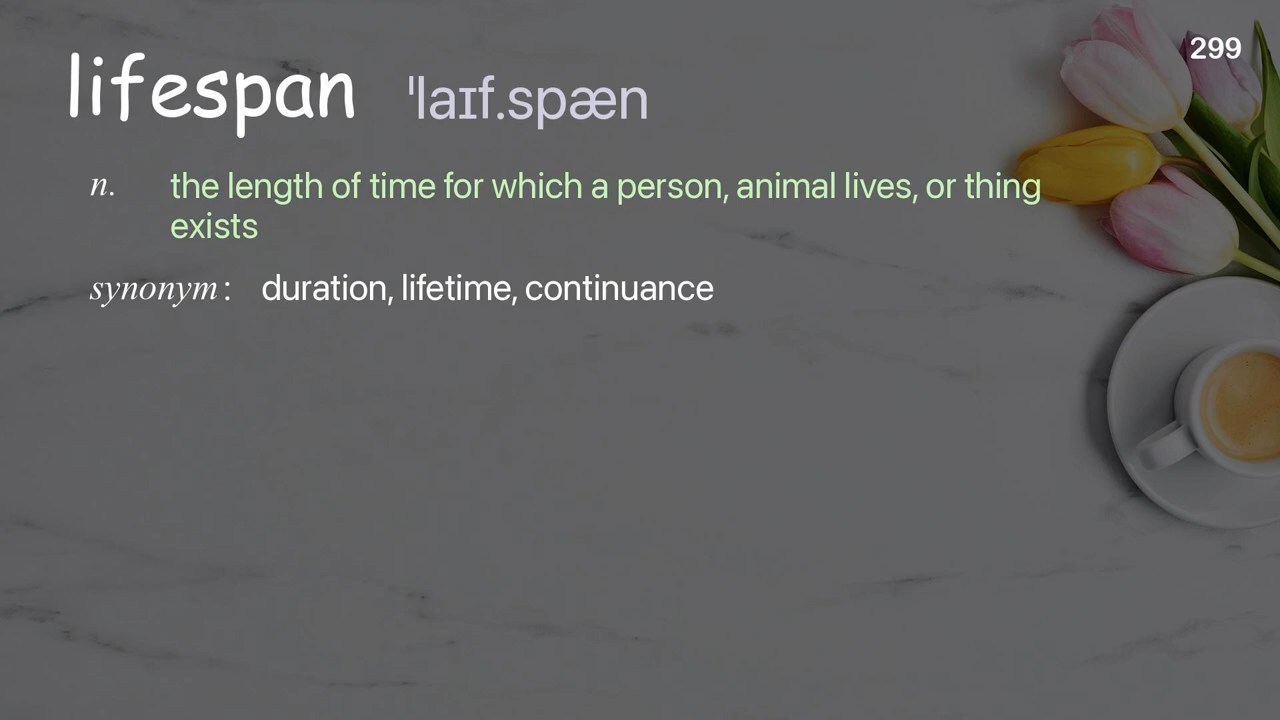 299
lifespan ˈlaɪf.spæn
n. the length of time for which a person, animal lives, or thing
exists
synonym : duration, lifetime, continuance